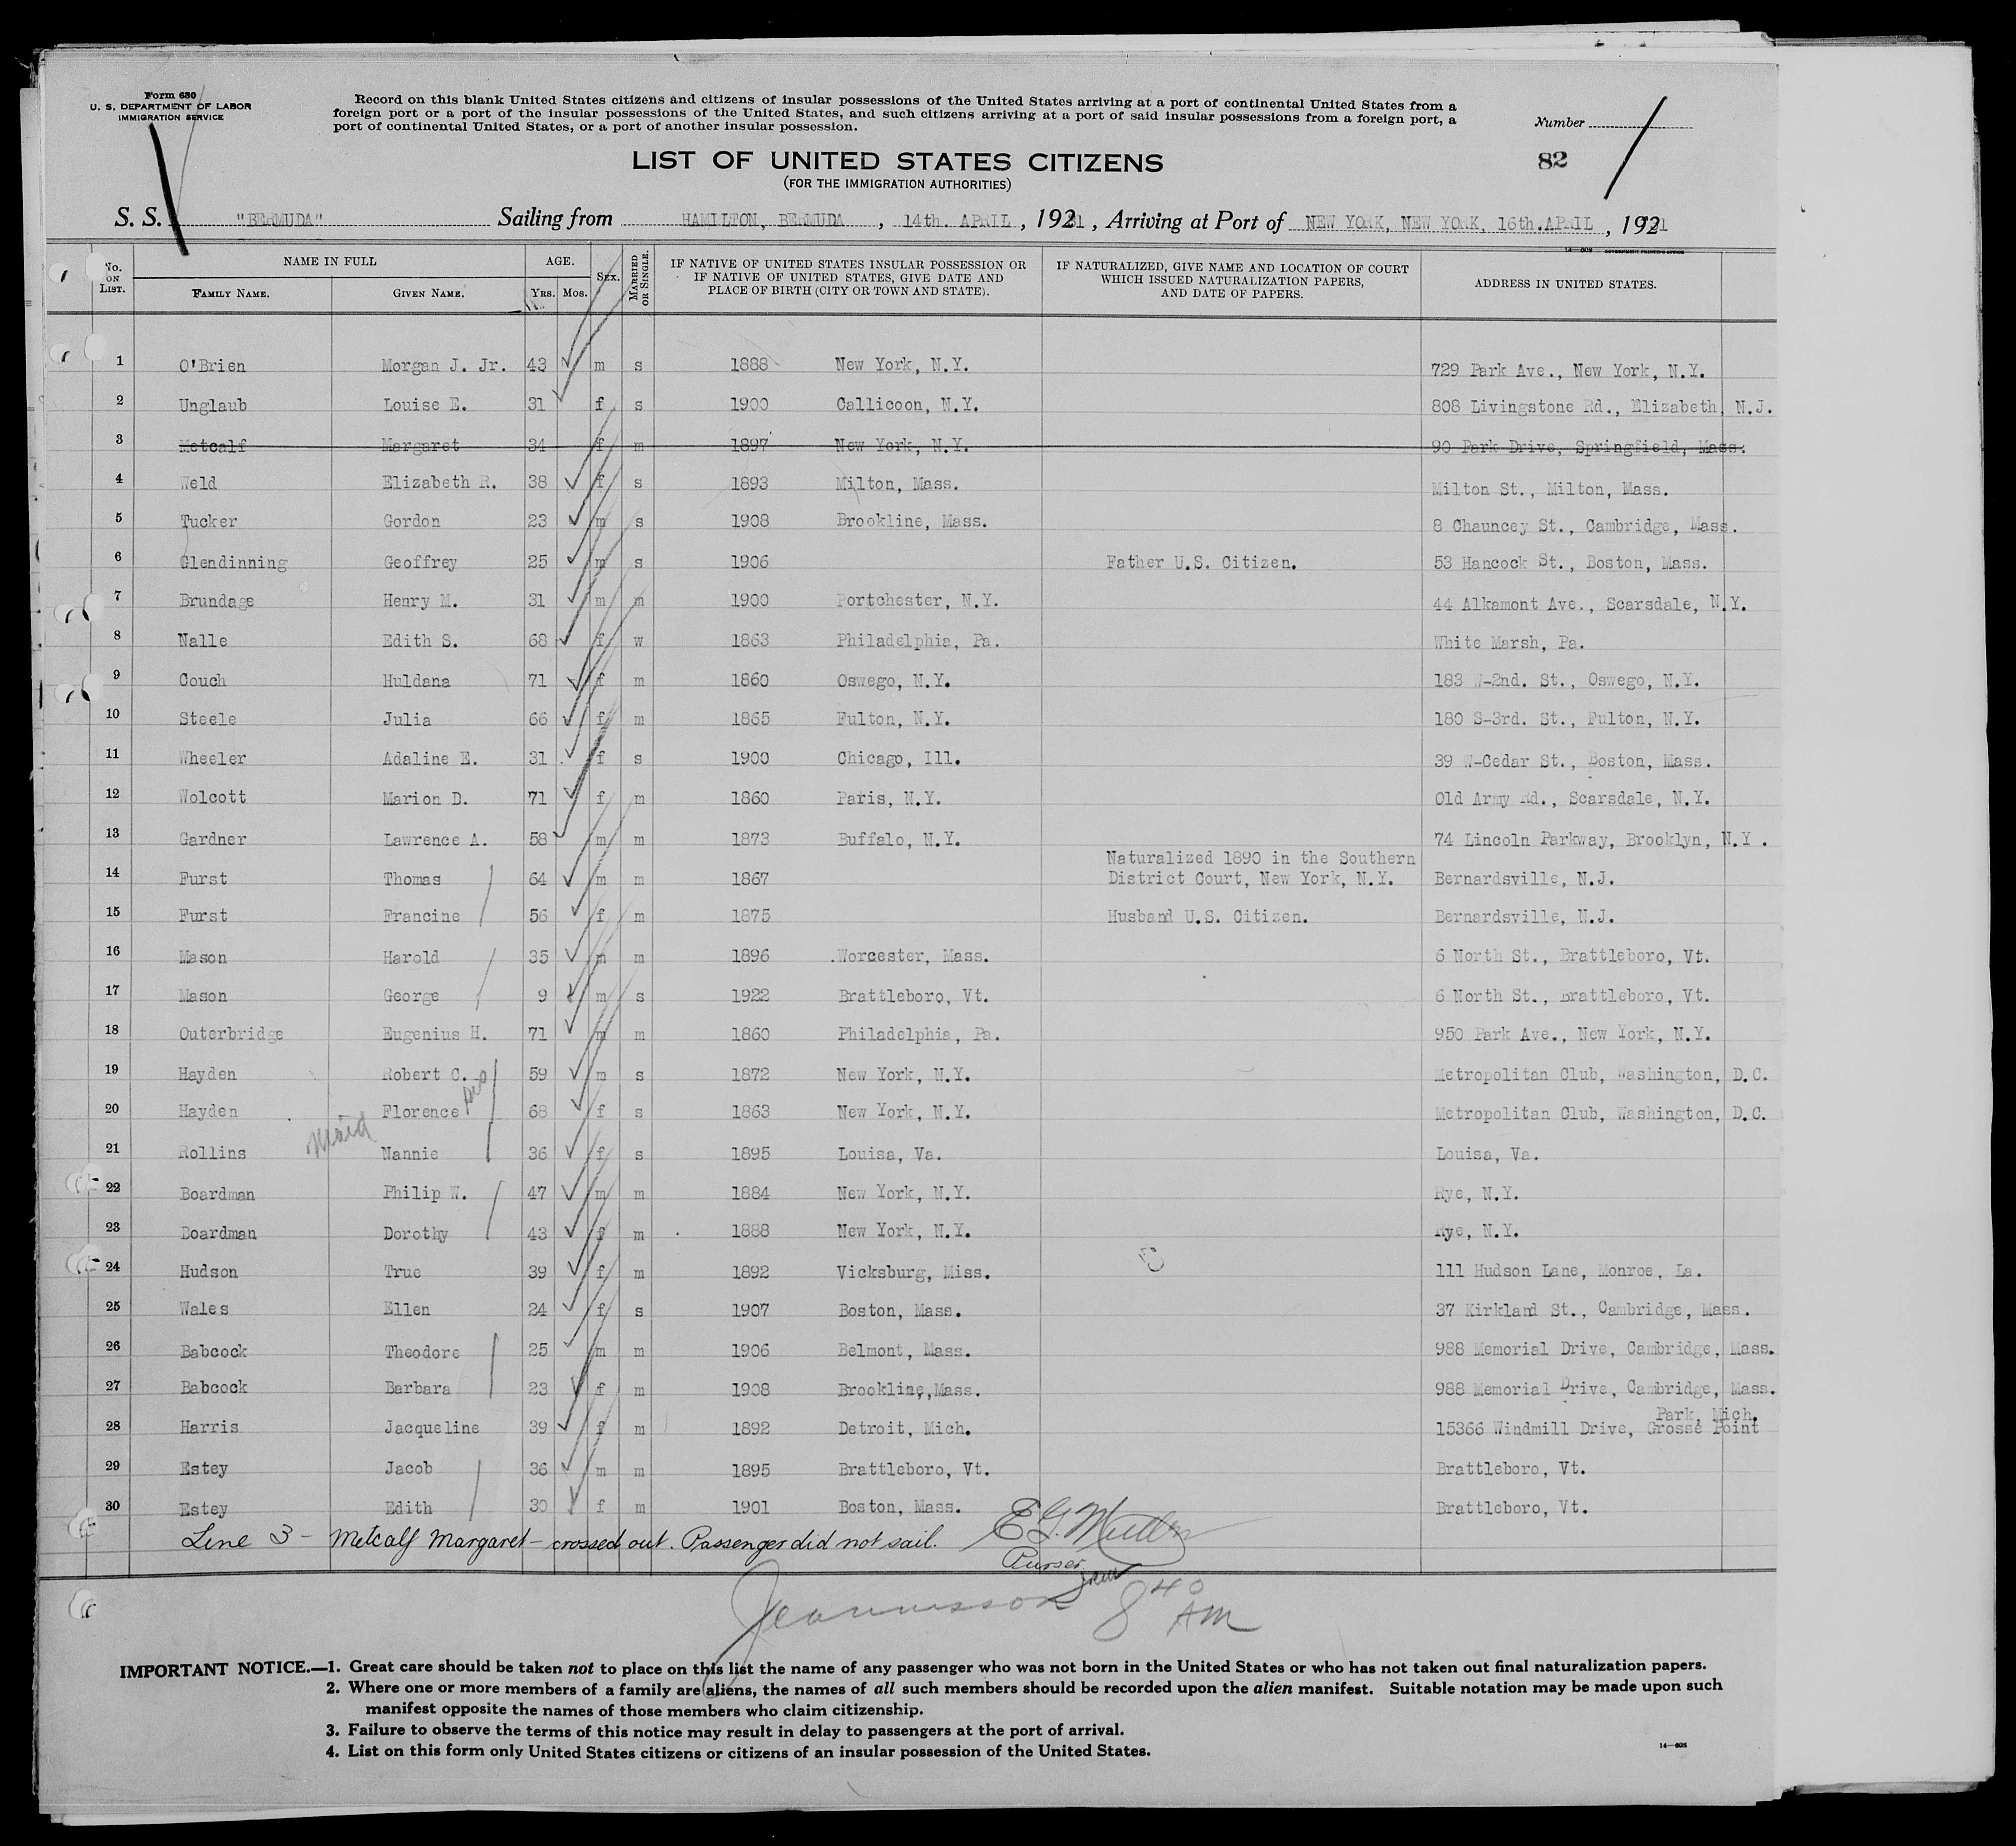 Form 630
U. S. DEPARTMENT OF LABOR
IMMIGRATION SERVICE
Record on this blank United States citizens and citizens of insular possessions of the United States arriving at a port of continental United States from a
foreign port or a port of the insular possessions of the United States, and such citizens arriving at a port of said insular possessions from a foreign port, a
port of continental United States, or a port of another insular possession.
Number
82
LIST OF UNITED STATES CITIZENS
(FOR THE IMMIGRATION AUTHORITIES)
S. S. "BERMUDA" Sailing from HAMILTON, BERMUDA, 14th. APRIL, 1931, Arriving at Port of NEW YORK, NEW YORK, 16th.APRIL, 1931
14—608 GOVERNMENT PRINTING OFFICE
No. ON LIST. NAME IN FULL AGE. SEX. MARRIED OR SINGLE. IF NATIVE OF UNITED STATES INSULAR POSSESSION OR IF NATIVE OF UNITED STATES, GIVE DATE AND PLACE OF BIRTH (CITY OR TOWN AND STATE). IF NATURALIZED, GIVE NAME AND LOCATION OF COURT WHICH ISSUED NATURALIZATION PAPERS, AND DATE OF PAPERS. ADDRESS IN UNITED STATES.
FAMILY NAME. GIVEN NAME. YRS. MOS.
1 O'Brien Morgan J. Jr. 43 m s 1888 New York, N.Y. 729 Park Ave., New York, N.Y.
2 Unglaub Louise E. 31 f s 1900 Callicoon, N.Y. 808 Livingstone Rd., Elizabeth, N.J.
3 Metcalf Margaret 34 f m 1897 New York, N.Y. 90 Park Drive, Springfield, Mass.
4 Weld Elizabeth R. 38 f s 1893 Milton, Mass. Milton St., Milton, Mass.
5 Tucker Gordon 23 m s 1908 Brookline, Mass. 8 Chauncey St., Cambridge, Mass.
6 Glendinning Geoffrey 25 m s 1906 Father U.S. Citizen. 53 Hancock St., Boston, Mass.
7 Brundage Henry M. 31 m m 1900 Portchester, N.Y. 44 Alkamont Ave., Scarsdale, N.Y.
8 Nalle Edith S. 68 f w 1863 Philadelphia, Pa. White Marsh, Pa.
9 Couch Huldana 71 f m 1860 Oswego, N.Y. 183 W-2nd. St., Oswego, N.Y.
10 Steele Julia 66 f m 1865 Fulton, N.Y. 180 S-3rd. St., Fulton, N.Y.
11 Wheeler Adaline E. 31 f s 1900 Chicago, Ill. 39 W-Cedar St., Boston, Mass.
12 Wolcott Marion D. 71 f m 1860 Paris, N.Y. Old Army Rd., Scarsdale, N.Y.
13 Gardner Lawrence A. 58 m m 1873 Buffalo, N.Y. 74 Lincoln Parkway, Brooklyn, N.Y.
Naturalized 1890 in the Southern
14 Furst Thomas 64 m m 1867 District Court, New York, N.Y. Bernardsville, N.J.
15 Furst Francine 56 f m 1875 Husband U.S. Citizen. Bernardsville, N.J.
16 Mason Harold 35 m m 1896 Worcester, Mass. 6 North St., Brattleboro, Vt.
17 Mason George 9 m s 1922 Brattleboro, Vt. 6 North St., Brattleboro, Vt.
18 Outerbridge Eugenius H. 71 m m 1860 Philadelphia, Pa. 950 Park Ave., New York, N.Y.
19 Hayden Robert C. 59 m s 1872 New York, N.Y. Metropolitan Club, Washington, D.C.
20 Hayden Florence 68 f s 1863 New York, N.Y. Metropolitan Club, Washington, D.C.
21 Rollins maid Nannie 36 f s 1895 Louisa, Va. Louisa, Va.
22 Boardman Philip W. 47 m m 1884 New York, N.Y. Rye, N.Y.
23 Boardman Dorothy 43 f m 1888 New York, N.Y. Rye, N.Y.
24 Hudson True 39 f m 1892 Vicksburg, Miss. 111 Hudson Lane, Monroe, La.
25 Wales Ellen 24 f s 1907 Boston, Mass. 37 Kirkland St., Cambridge, Mass.
26 Babcock Theodore 25 m m 1906 Belmont, Mass. 988 Memorial Drive, Cambridge, Mass.
27 Babcock Barbara 23 f m 1908 Brookline,Mass. 988 Memorial Drive, Cambridge, Mass.
Park, Mich.
28 Harris Jacqueline 39 f m 1892 Detroit, Mich. 15366 Windmill Drive, Grosse Point
29 Estey Jacob 36 m m 1895 Brattleboro, Vt. Brattleboro, Vt.
30 Estey Edith 30 f m 1901 Boston, Mass. Brattleboro, Vt.
Line 3 - Metcalf Margaret - crossed out. Passenger did not sail.
Purser
8 40 AM
IMPORTANT NOTICE.—1. Great care should be taken not to place on this list the name of any passenger who was not born in the United States or who has not taken out final naturalization papers.
2. Where one or more members of a family are aliens, the names of all such members should be recorded upon the alien manifest. Suitable notation may be made upon such
manifest opposite the names of those members who claim citizenship.
3. Failure to observe the terms of this notice may result in delay to passengers at the port of arrival.
4. List on this form only United States citizens or citizens of an insular possession of the United States.
14—608